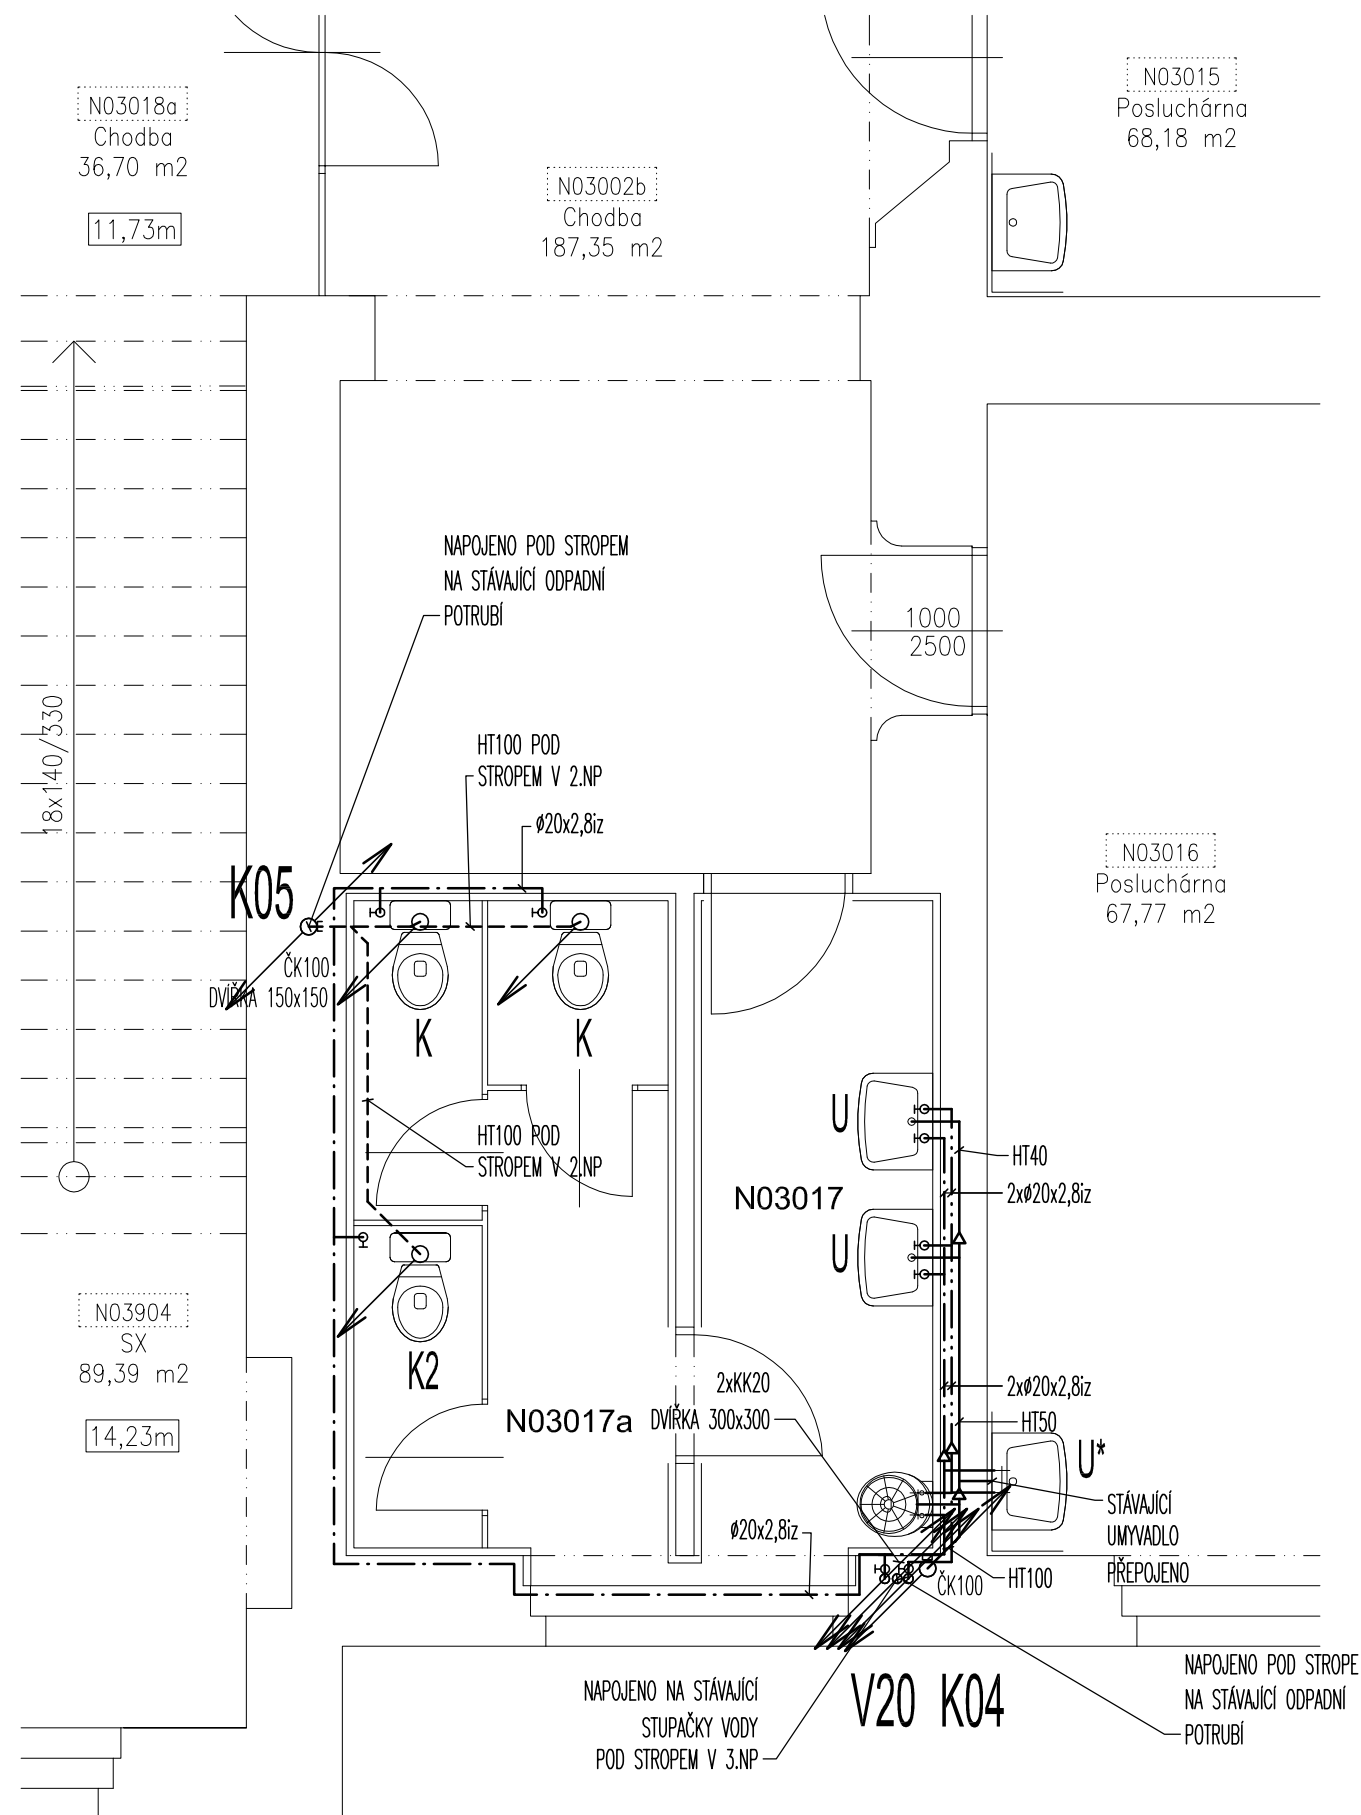 N03018a
Chodba
36,70 m2
11,73m
N03002b
Chodba
187,35 m2
N03015
Posluchárna
68,18 m2
NAPOJENO POD STROPEM
NA STÁVAJÍCÍ ODPADNÍ
POTRUBÍ
1000
2500
18x140/330
HT100 POD
STROPEM V 2.NP
ø20x2,8iz
N03016
Posluchárna
67,77 m2
K05
ČK100
DVÍŘKA 150x150
K
K
U
HT100 POD
STROPEM V 2.NP
HT40
2xø20x2,8iz
N03017
U
N03904
SX
89,39 m2
14,23m
K2
2xKK20
DVÍŘKA 300x300
N03017a
2xø20x2,8iz
HT50
U*
STÁVAJÍCÍ
UMYVADLO
PŘEPOJENO
ø20x2,8iz
ČK100
HT100
NAPOJENO NA STÁVAJÍCÍ
STUPAČKY VODY
POD STROPEM V 3.NP
V20 K04
NAPOJENO POD STROPE
NA STÁVAJÍCÍ ODPADNÍ
POTRUBÍ